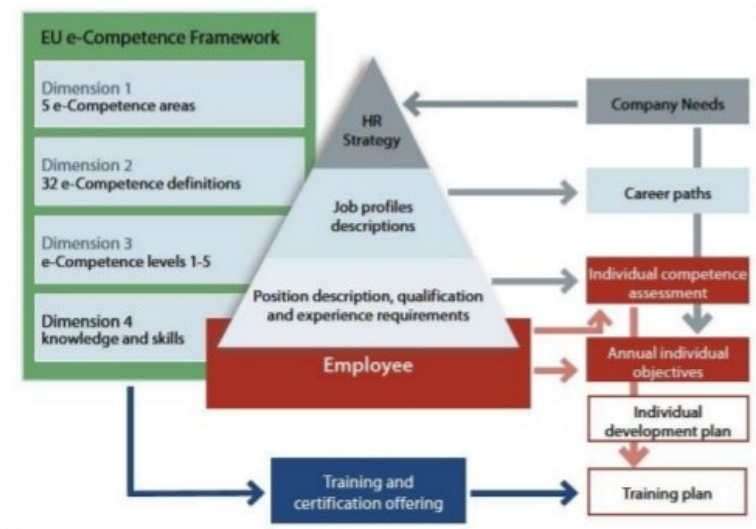 EU e-Competence Framework
Dimension 1
5 e-Competence areas
Dimension 2
32 e-Competence definitions
Dimension 3
e-Competence levels 1-5
Dimension 4
knowledge and skills
HR
Strategy
Job profiles
descriptions
Position description, qualification
and experience requirements
Employee
Company Needs
Career paths
Individual competence
assessment
Annual individual
objectives
Individual
development plan
Training plan
Training and
certification offering